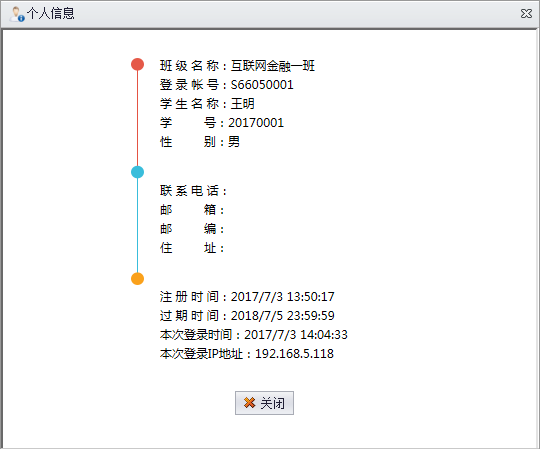 个人信息
班 级 名 称：互联网金融一班
登 录 帐 号：S66050001
学 生 名 称：王明
学 号：20170001
性 别：男
联 系 电 话：
邮 箱：
邮 编：
住 址：
注 册 时 间：2017/7/3 13:50:17
过 期 时 间：2018/7/5 23:59:59
本次登录时间：2017/7/3 14:04:33
本次登录IP地址：192.168.5.118
关闭